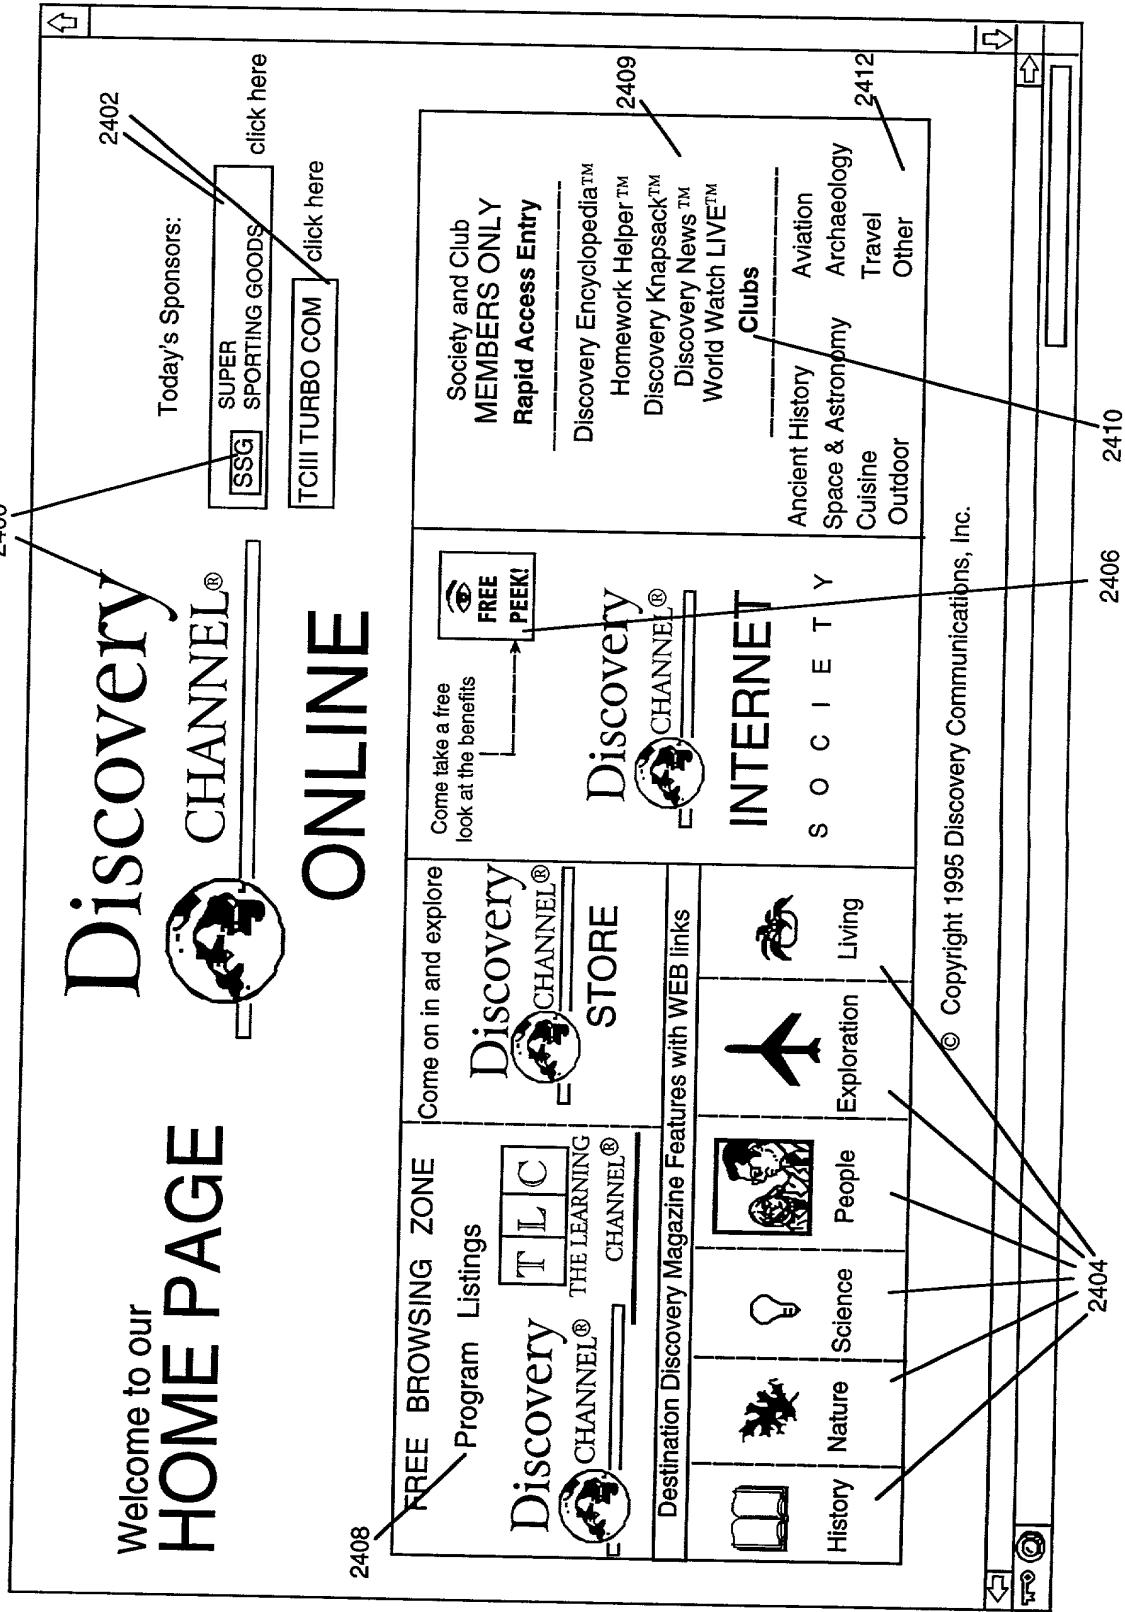 Welcome to our
HOME PAGE
Discovery
CHANNEL®
ONLINE
Today's Sponsors:
2402
SSG
SUPER
SPORTING GOODS
click here
TCIII TURBO COM
click here
2408
FREE BROWSING ZONE
Program Listings
Discovery
CHANNEL®
T L C
THE LEARNING
CHANNEL®
Come on in and explore
Discovery
CHANNEL®
STORE
Destination Discovery Magazine Features with WEB links
History
Nature
Science
People
Exploration
Living
2404
Come take a free
look at the benefits
FREE
PEEK!
Discovery
CHANNEL®
INTERNET
SOCIETY
2406
Society and Club
MEMBERS ONLY
Rapid Access Entry
Discovery Encyclopedia™
Homework Helper™
Discovery Knapsack™
Discovery News™
World Watch LIVE™
2409
Clubs
2410
Ancient History Aviation
Space & Astronomy Archaeology
Cuisine Travel
Outdoor Other
2412
© Copyright 1995 Discovery Communications, Inc.